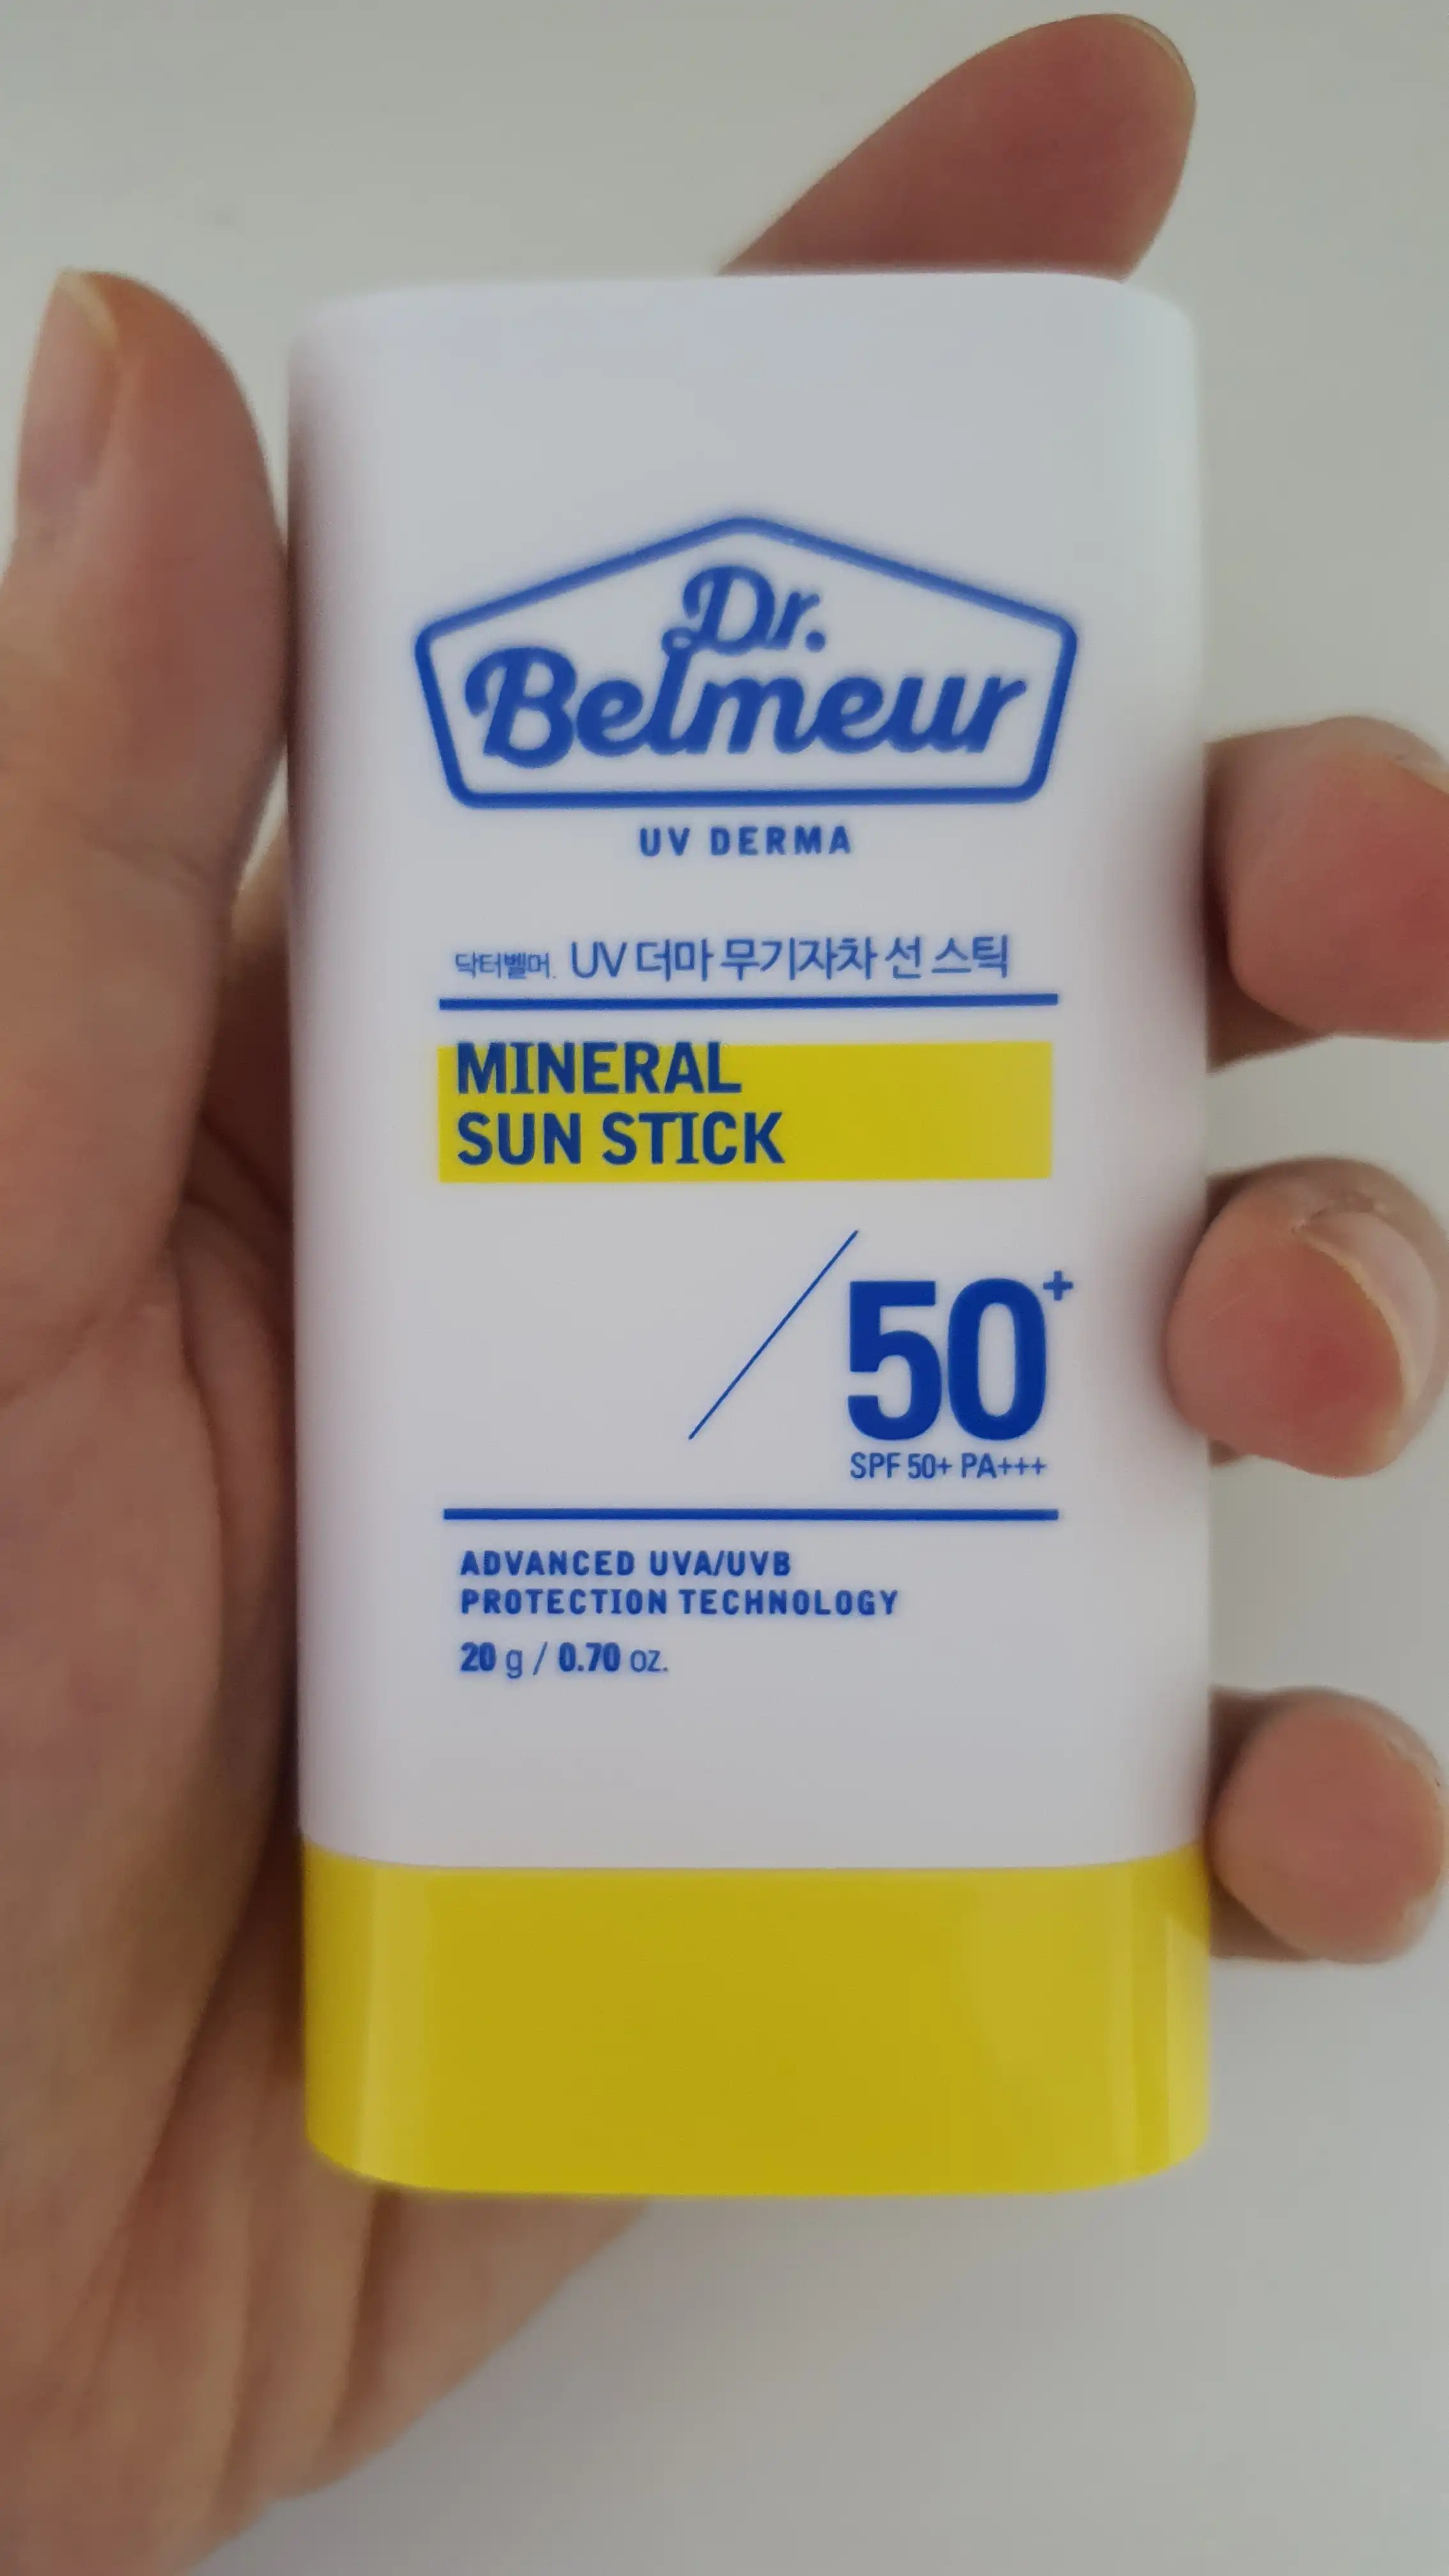 Dr.
Belmeur
UV DERMA
닥터벨머. UV 더마 무기자차 선 스틱
MINERAL
SUN STICK
50+
SPF 50+ PA+++
ADVANCED UVA/UVB
PROTECTION TECHNOLOGY
20 g / 0.70 oz.